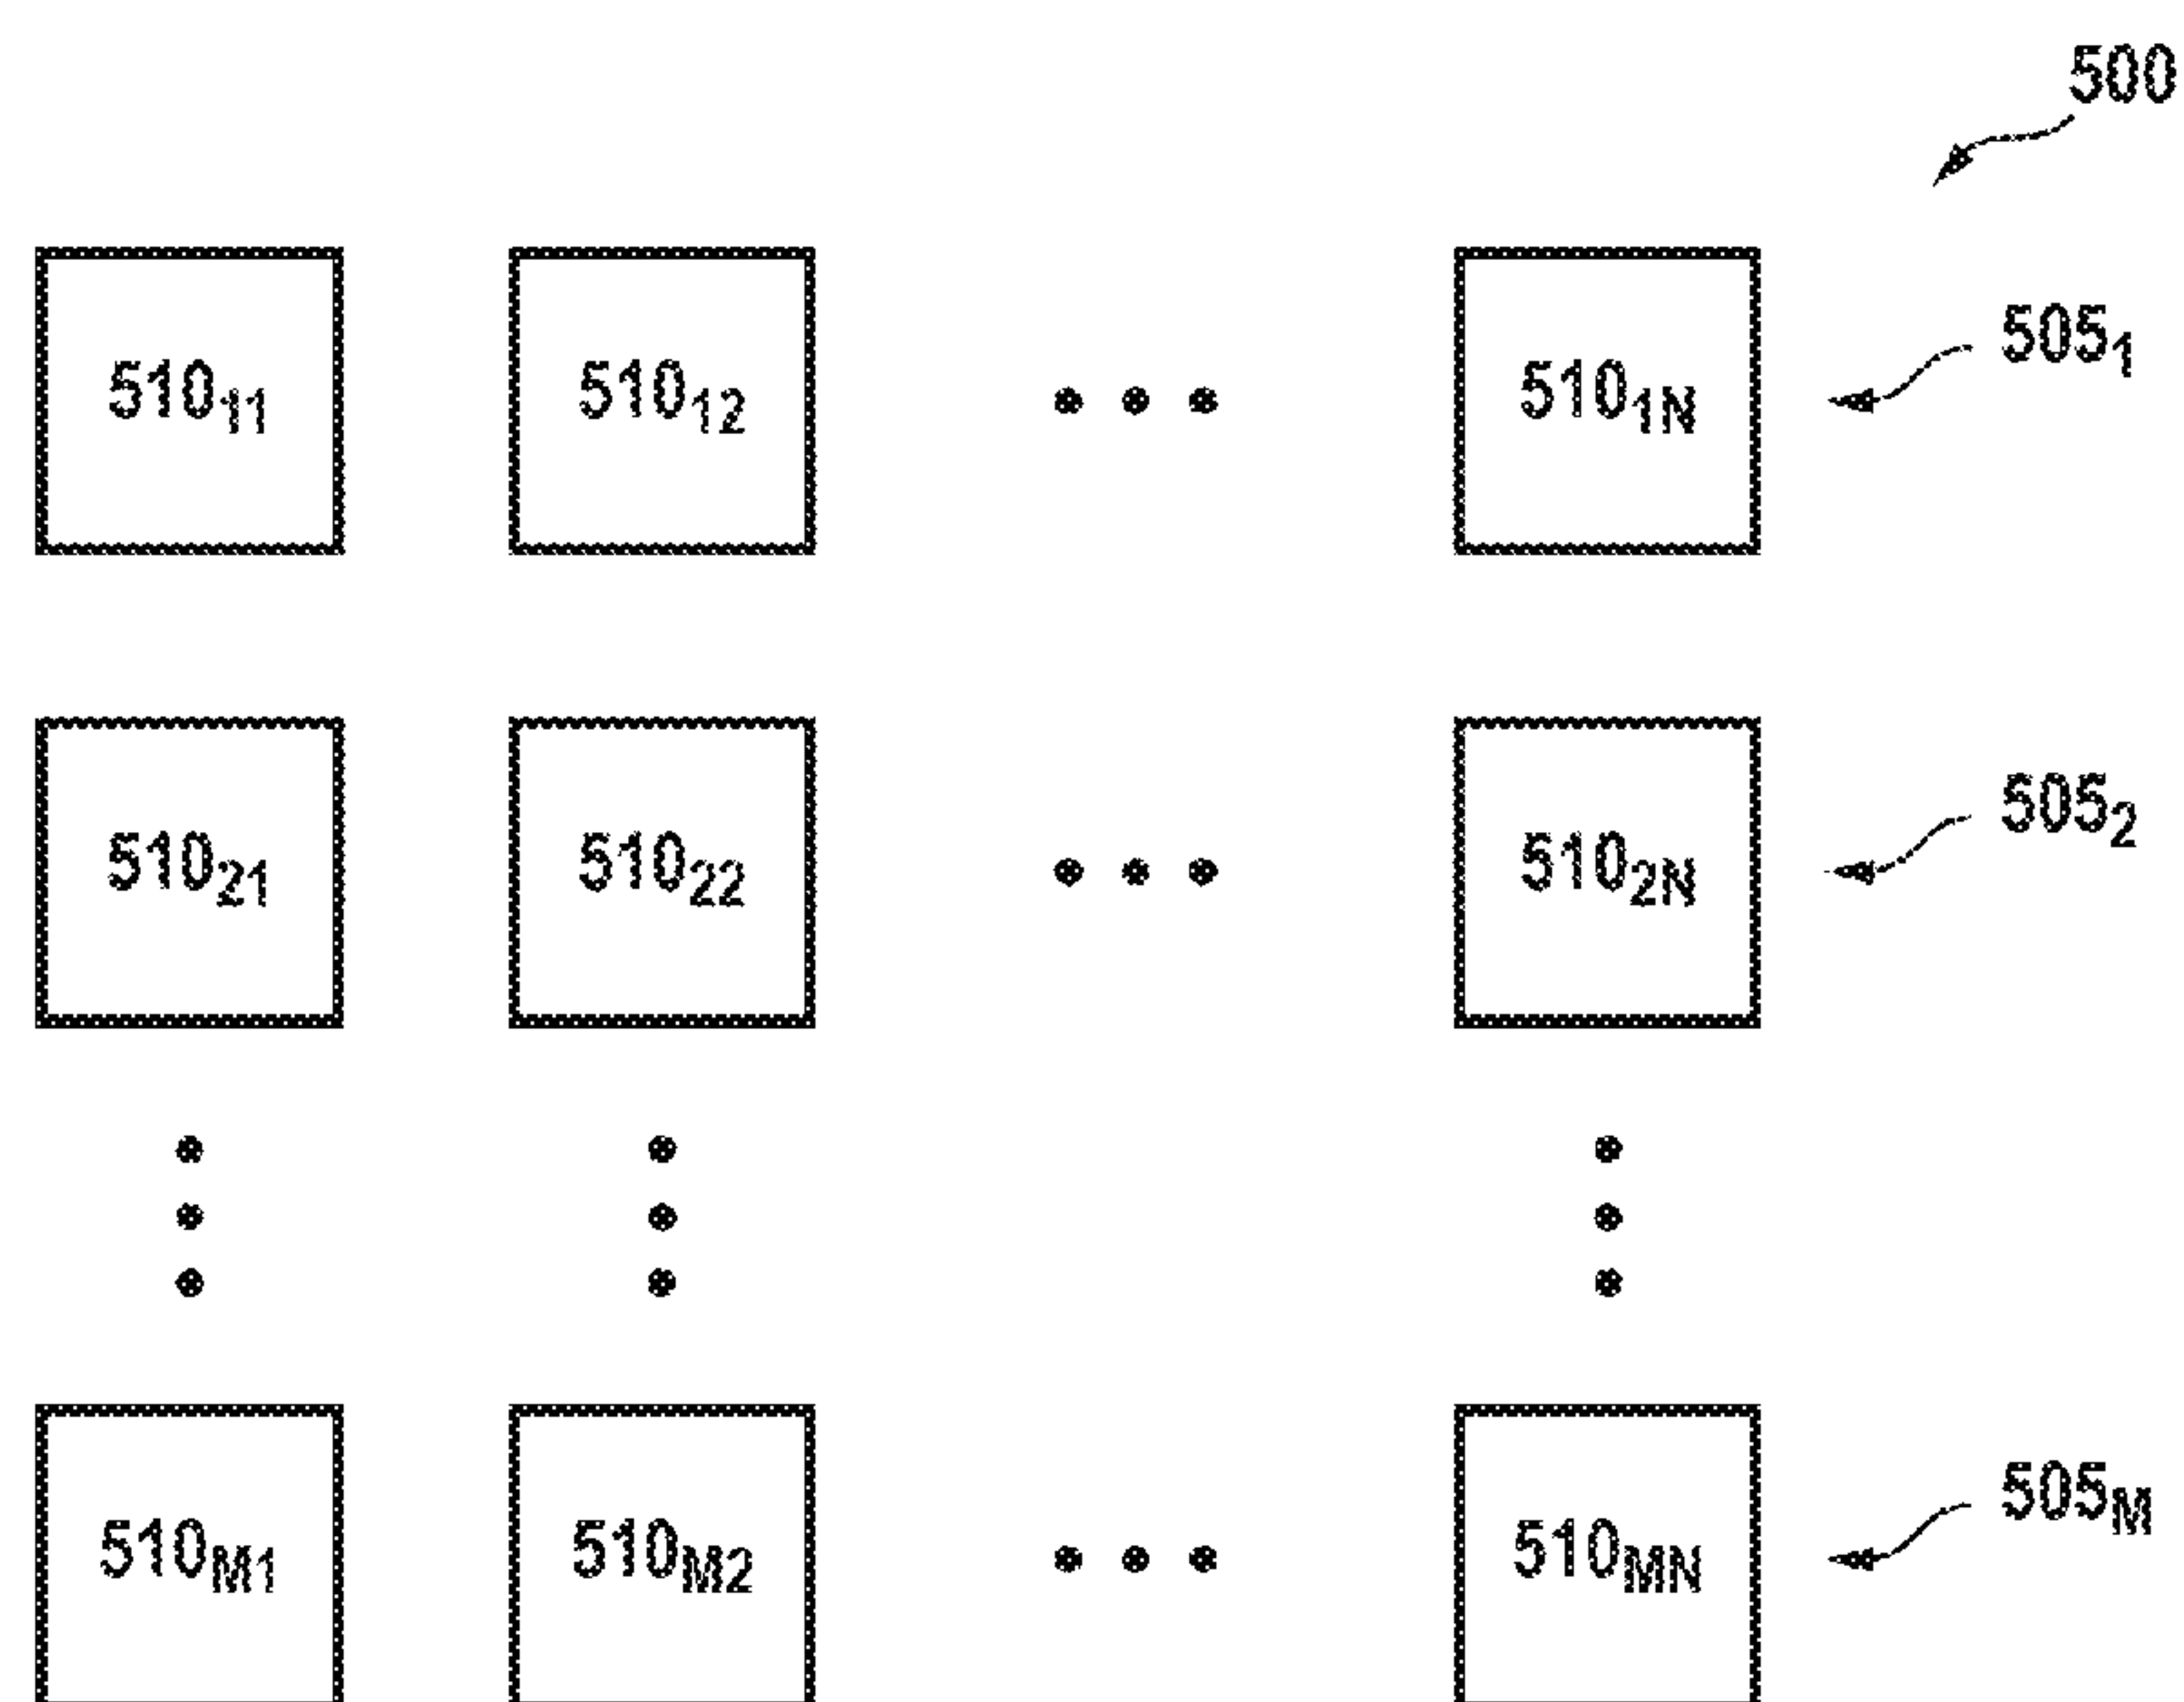 500
510₁₁ 510₁₂ ● ● ● 510₁N 505₁
510₂₁ 510₂₂ ● ● ● 510₂N 505₂
510M₁ 510M₂ ● ● ● 510MN 505M